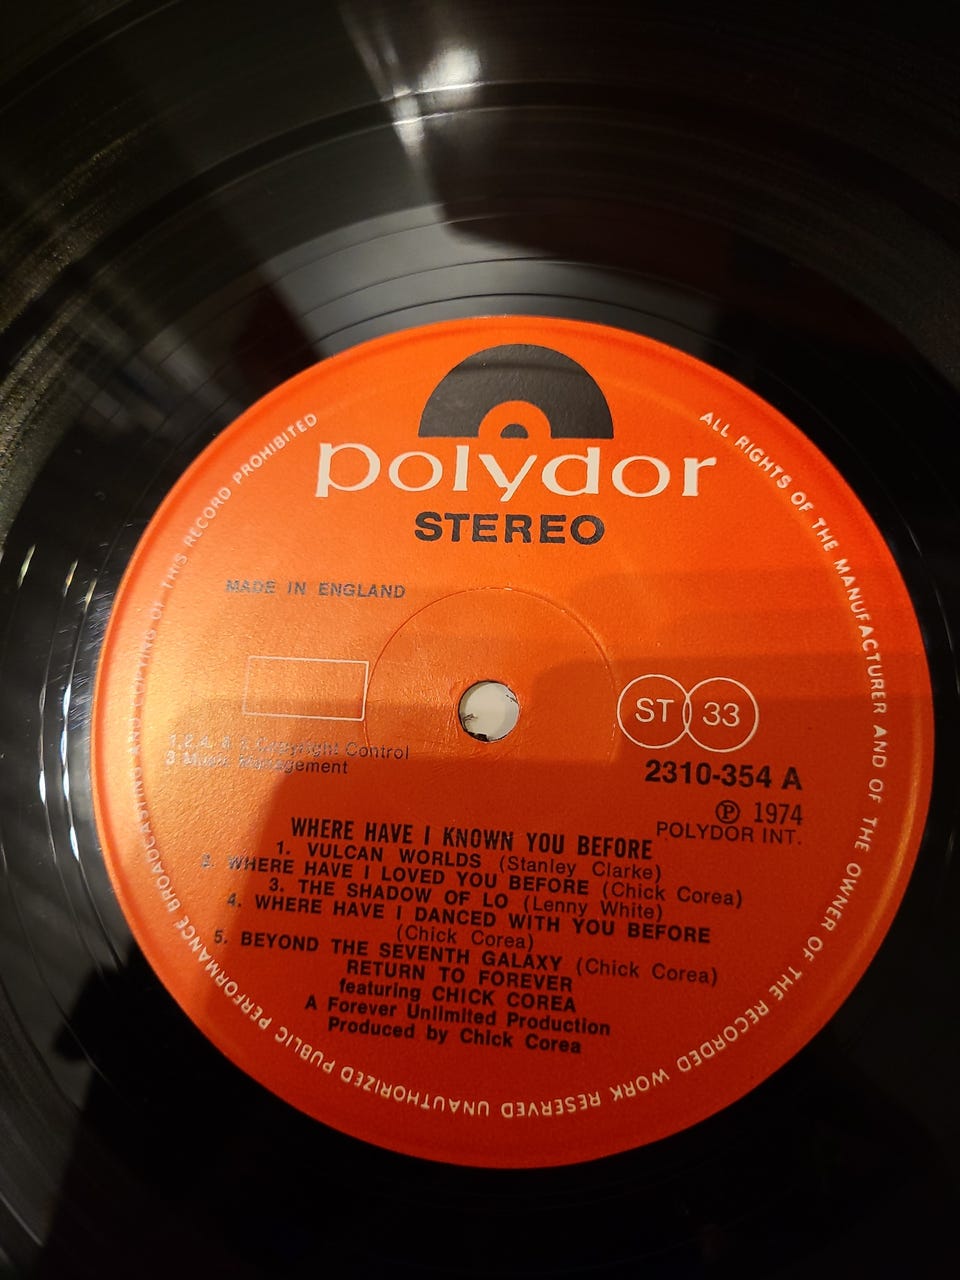 polydor
STEREO
MADE IN ENGLAND
ST 33
Copyright Control
3 Music Management
2310-354 A
Ⓟ 1974
POLYDOR INT.
WHERE HAVE I KNOWN YOU BEFORE
1. VULCAN WORLDS (Stanley Clarke)
2. WHERE HAVE I LOVED YOU BEFORE (Chick Corea)
3. THE SHADOW OF LO (Lenny White)
4. WHERE HAVE I DANCED WITH YOU BEFORE
(Chick Corea)
5. BEYOND THE SEVENTH GALAXY (Chick Corea)
RETURN TO FOREVER
featuring CHICK COREA
A Forever Unlimited Production
Produced by Chick Corea
ALL RIGHTS OF THE MANUFACTURER AND OF THE OWNER OF THE RECORDED WORK RESERVED UNAUTHORIZED PUBLIC PERFORMANCE BROADCASTING AND COPYING OF THIS RECORD PROHIBITED